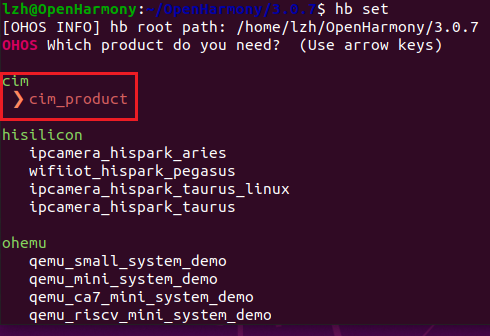 lzh@OpenHarmony:~/OpenHarmony/3.0.7$ hb set
[OHOS INFO] hb root path: /home/lzh/OpenHarmony/3.0.7
OHOS Which product do you need?  (Use arrow keys)
cim
❯ cim_product
hisilicon
ipcamera_hispark_aries
wifiiot_hispark_pegasus
ipcamera_hispark_taurus_linux
ipcamera_hispark_taurus
ohemu
qemu_small_system_demo
qemu_mini_system_demo
qemu_ca7_mini_system_demo
qemu_riscv_mini_system_demo